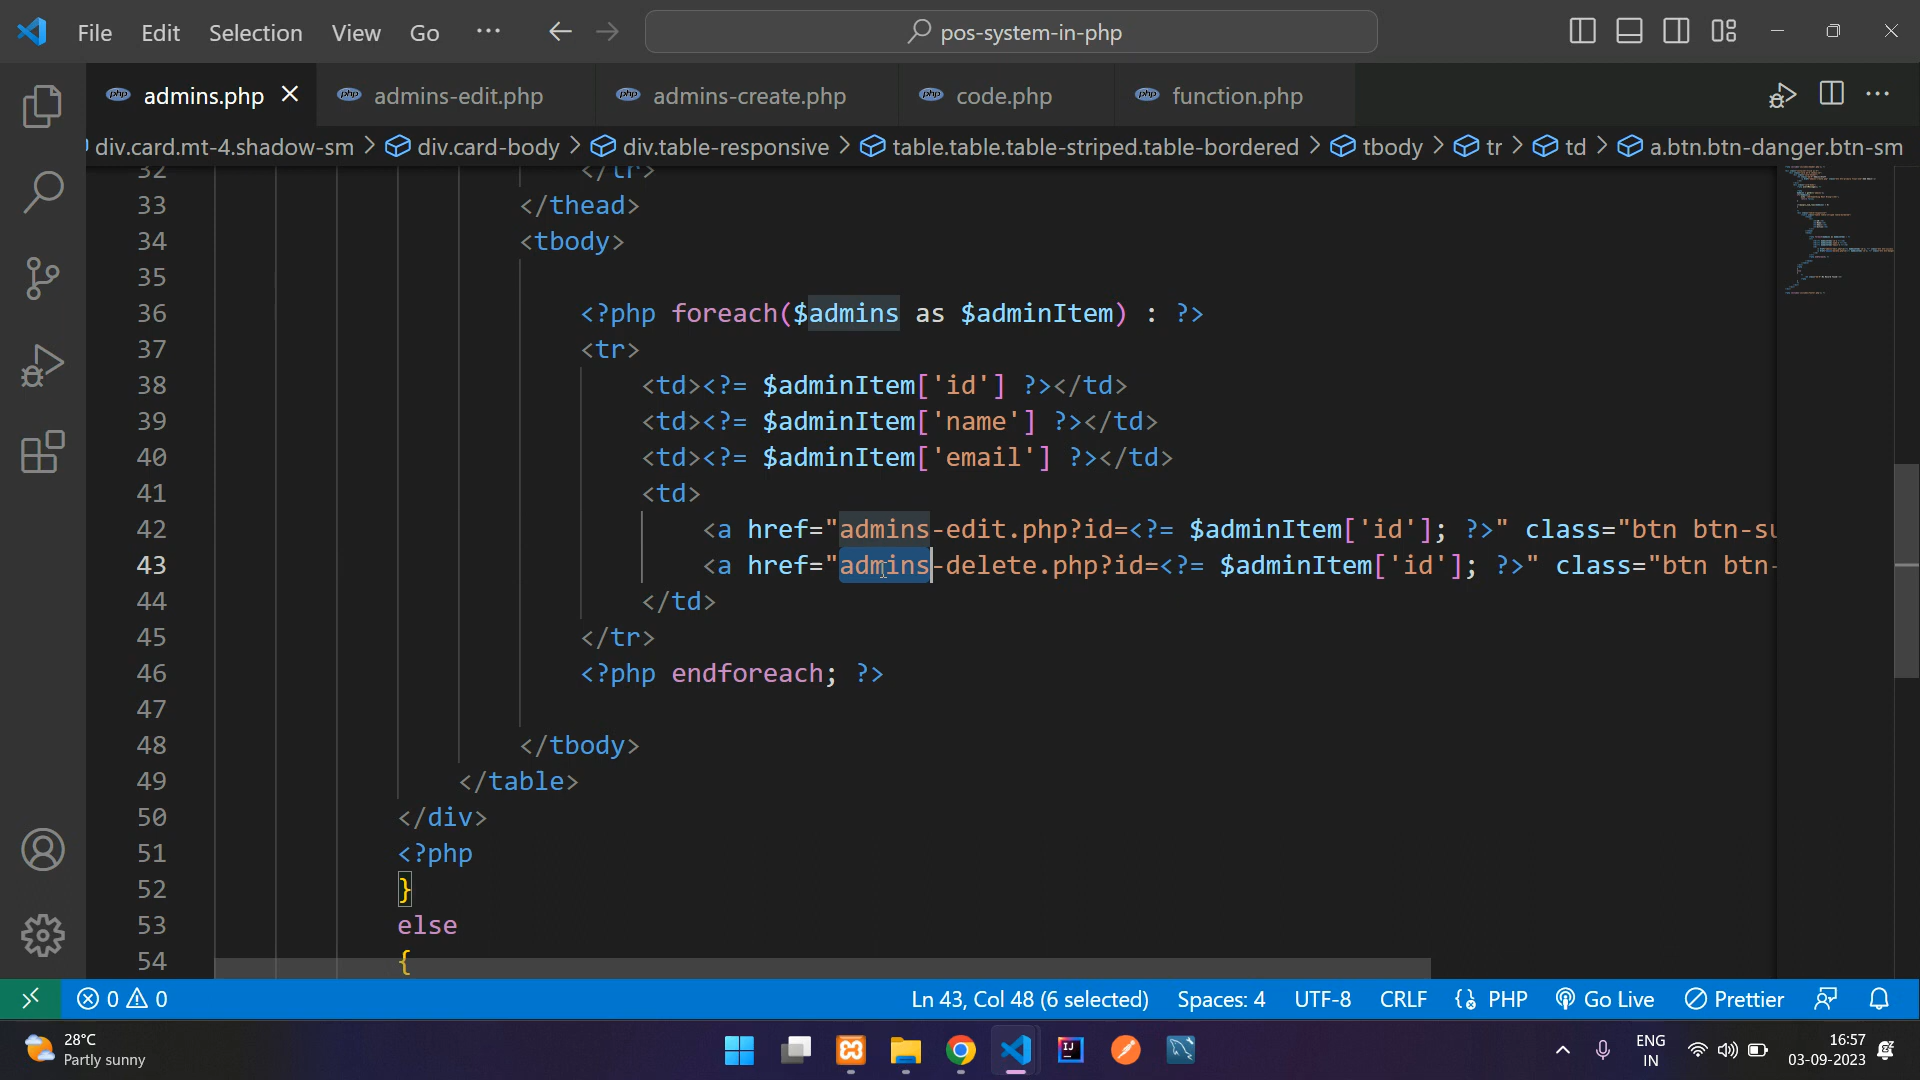 File Edit Selection View Go ··· pos-system-in-php
admins.php admins-edit.php admins-create.php code.php function.php
div.card.mt-4.shadow-sm > div.card-body > div.table-responsive > table.table.table-striped.table-bordered > tbody > tr > td > a.btn.btn-danger.btn-sm
32 </tr>
33 </thead>
34 <tbody>
35
36 <?php foreach($admins as $adminItem) : ?>
37 <tr>
38 <td><?= $adminItem['id'] ?></td>
39 <td><?= $adminItem['name'] ?></td>
40 <td><?= $adminItem['email'] ?></td>
41 <td>
42 <a href="admins-edit.php?id=<?= $adminItem['id']; ?>" class="btn btn-su
43 <a href="admins-delete.php?id=<?= $adminItem['id']; ?>" class="btn btn-
44 </td>
45 </tr>
46 <?php endforeach; ?>
47
48 </tbody>
49 </table>
50 </div>
51 <?php
52 }
53 else
54 {
0 0 Ln 43, Col 48 (6 selected) Spaces: 4 UTF-8 CRLF PHP Go Live Prettier
28°C
Partly sunny
ENG
IN
16:57
03-09-2023